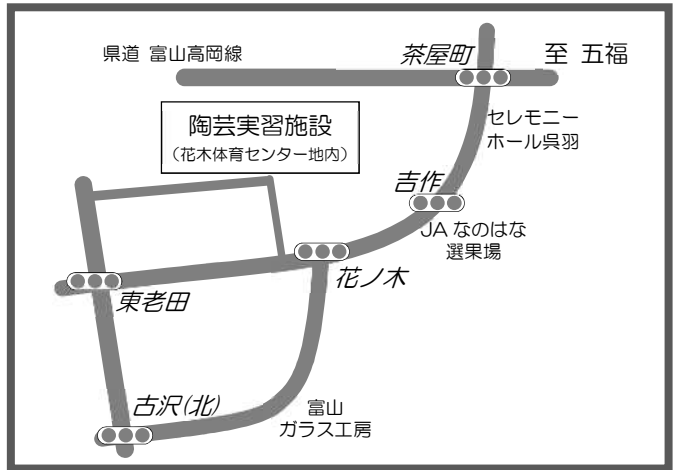 県道 富山高岡線
茶屋町
至 五福
セレモニー
ホール呉羽
陶芸実習施設
（花木体育センター地内）
吉作
JA なのはな
選果場
花ノ木
東老田
古沢(北)
富山
ガラス工房